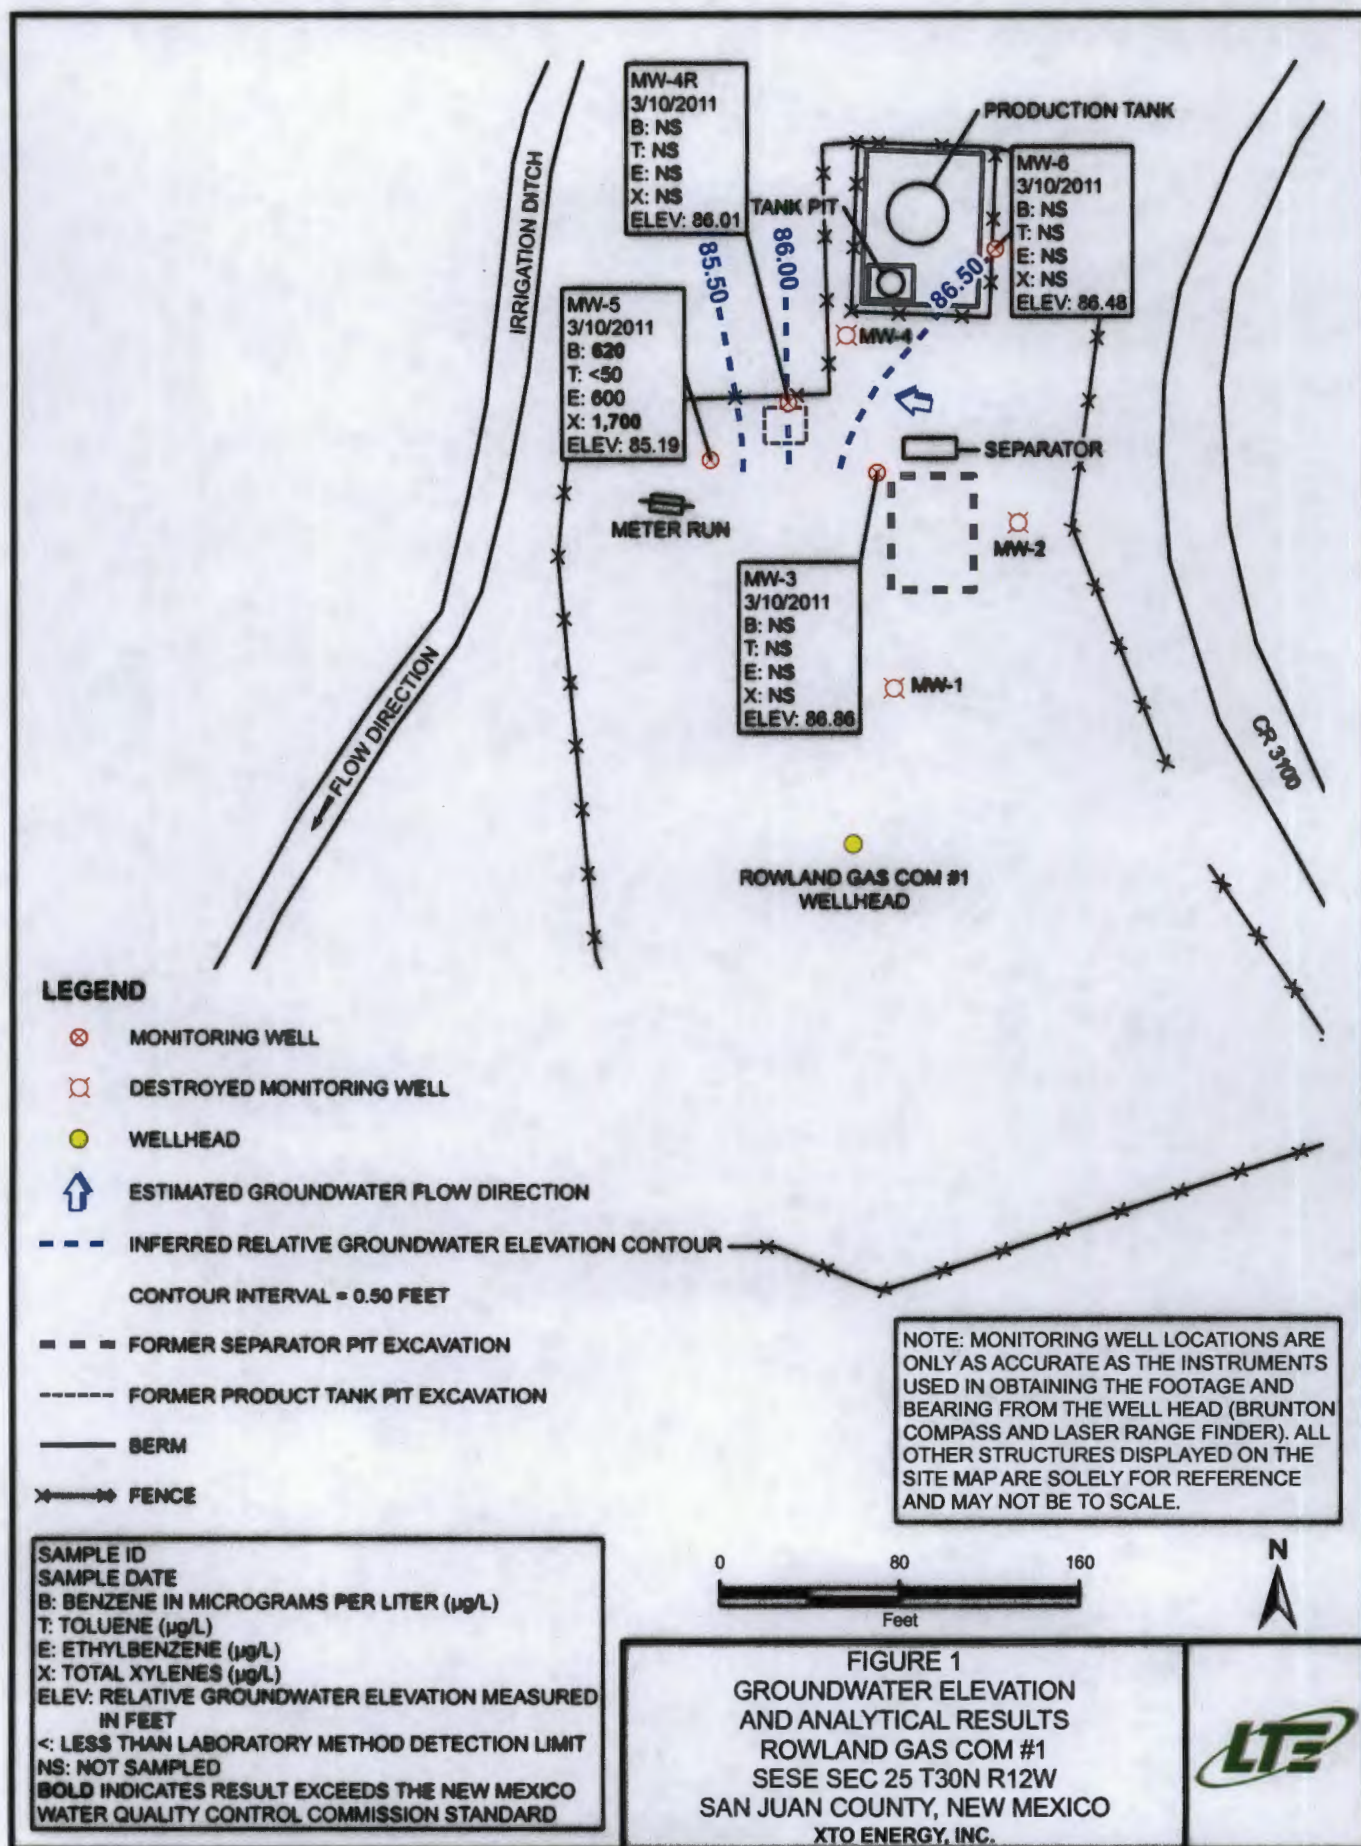 MW-4R
3/10/2011
B: NS
T: NS
E: NS
X: NS
ELEV: 86.01
PRODUCTION TANK
MW-6
3/10/2011
B: NS
T: NS
E: NS
X: NS
ELEV: 86.48
TANK PIT
IRRIGATION DITCH
85.50
86.00
86.50
MW-5
3/10/2011
B: 620
T: <50
E: 600
X: 1,700
ELEV: 85.19
MW-4
SEPARATOR
METER RUN
MW-2
MW-3
3/10/2011
B: NS
T: NS
E: NS
X: NS
ELEV: 86.86
MW-1
FLOW DIRECTION
CR 3100
ROWLAND GAS COM #1
WELLHEAD
LEGEND
MONITORING WELL
DESTROYED MONITORING WELL
WELLHEAD
ESTIMATED GROUNDWATER FLOW DIRECTION
INFERRED RELATIVE GROUNDWATER ELEVATION CONTOUR
CONTOUR INTERVAL = 0.50 FEET
FORMER SEPARATOR PIT EXCAVATION
FORMER PRODUCT TANK PIT EXCAVATION
BERM
FENCE
NOTE: MONITORING WELL LOCATIONS ARE
ONLY AS ACCURATE AS THE INSTRUMENTS
USED IN OBTAINING THE FOOTAGE AND
BEARING FROM THE WELL HEAD (BRUNTON
COMPASS AND LASER RANGE FINDER). ALL
OTHER STRUCTURES DISPLAYED ON THE
SITE MAP ARE SOLELY FOR REFERENCE
AND MAY NOT BE TO SCALE.
SAMPLE ID
SAMPLE DATE
B: BENZENE IN MICROGRAMS PER LITER (µg/L)
T: TOLUENE (µg/L)
E: ETHYLBENZENE (µg/L)
X: TOTAL XYLENES (µg/L)
ELEV: RELATIVE GROUNDWATER ELEVATION MEASURED
IN FEET
<: LESS THAN LABORATORY METHOD DETECTION LIMIT
NS: NOT SAMPLED
BOLD INDICATES RESULT EXCEEDS THE NEW MEXICO
WATER QUALITY CONTROL COMMISSION STANDARD
0 80 160
Feet
N
FIGURE 1
GROUNDWATER ELEVATION
AND ANALYTICAL RESULTS
ROWLAND GAS COM #1
SESE SEC 25 T30N R12W
SAN JUAN COUNTY, NEW MEXICO
XTO ENERGY, INC.
LTE